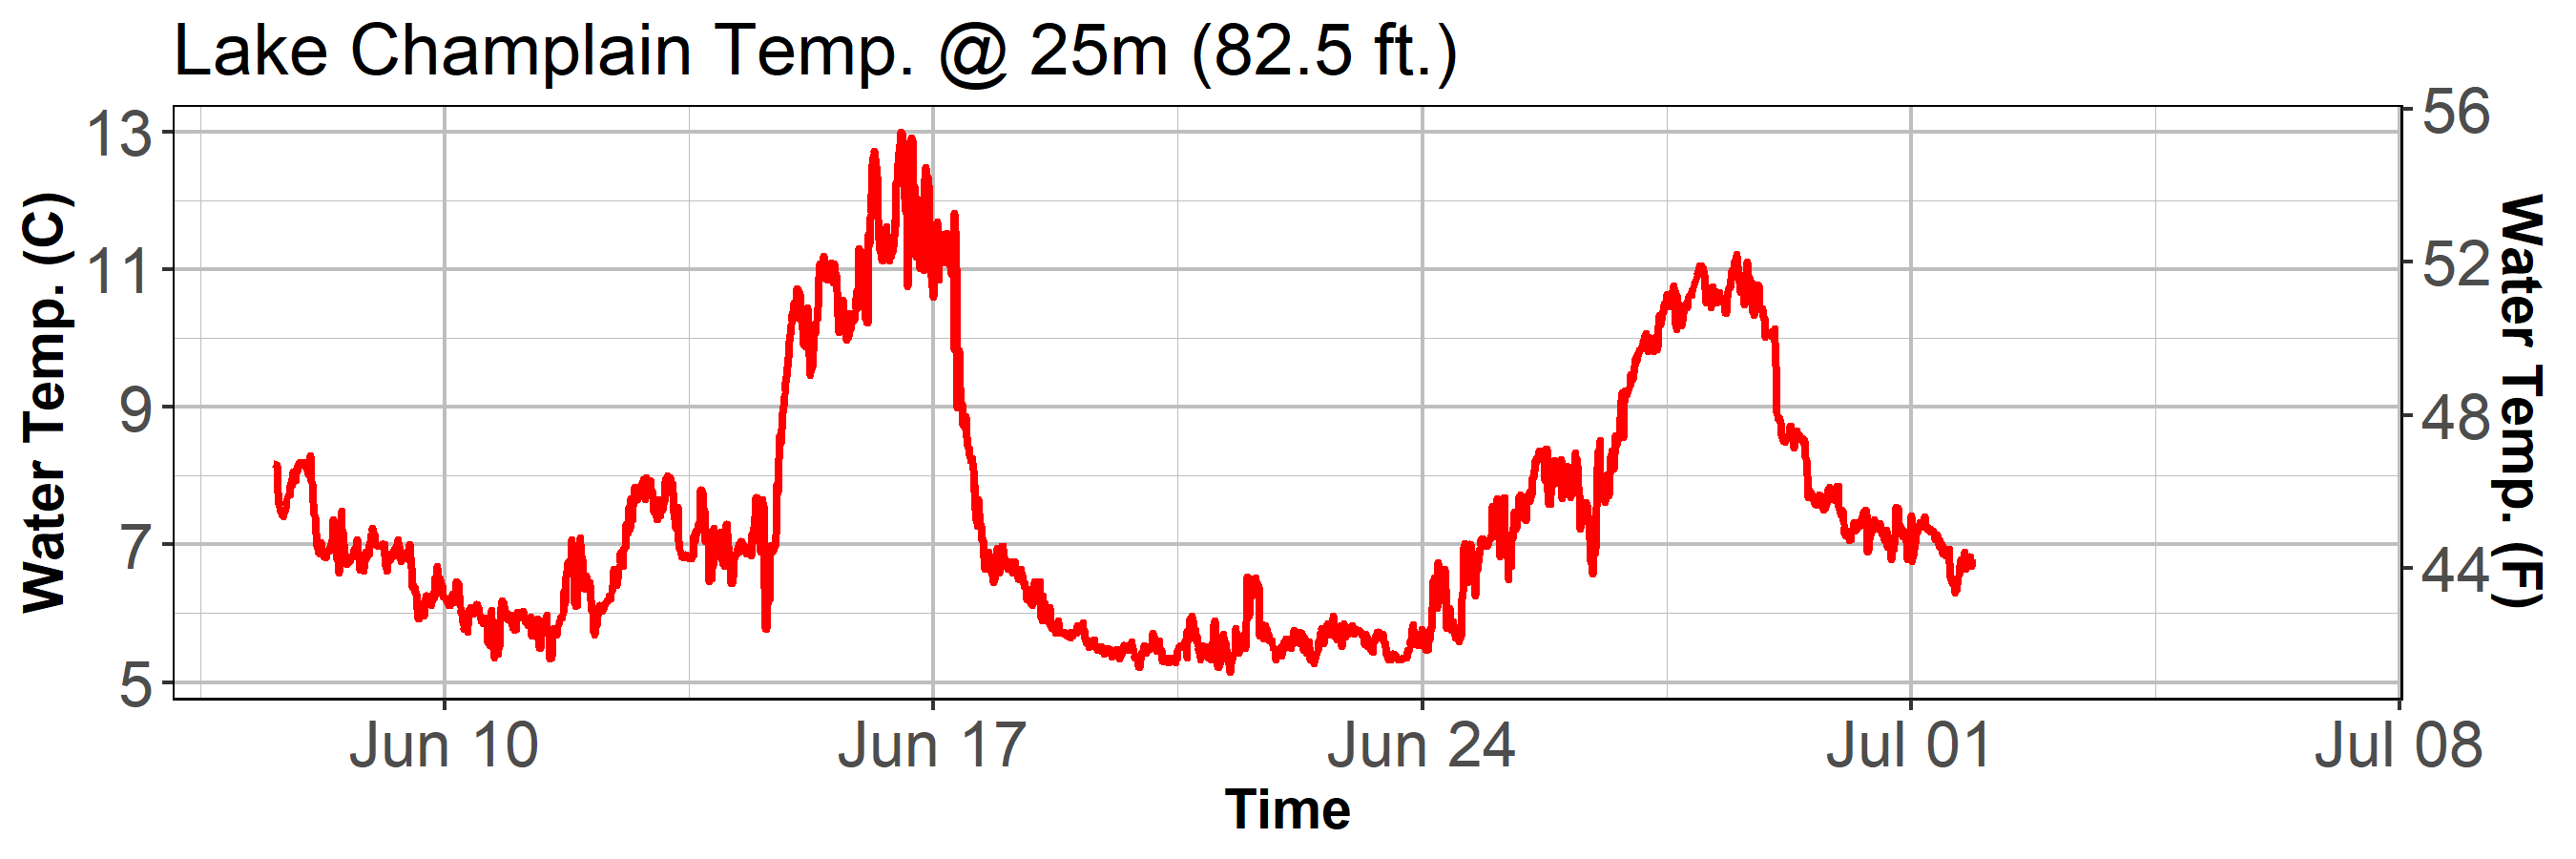 Lake Champlain Temp. @ 25m (82.5 ft.)
Water Temp. (C)
13
11
9
7
5
56
52
48
44
Water Temp. (F)
Jun 10 Jun 17 Jun 24 Jul 01 Jul 08
Time